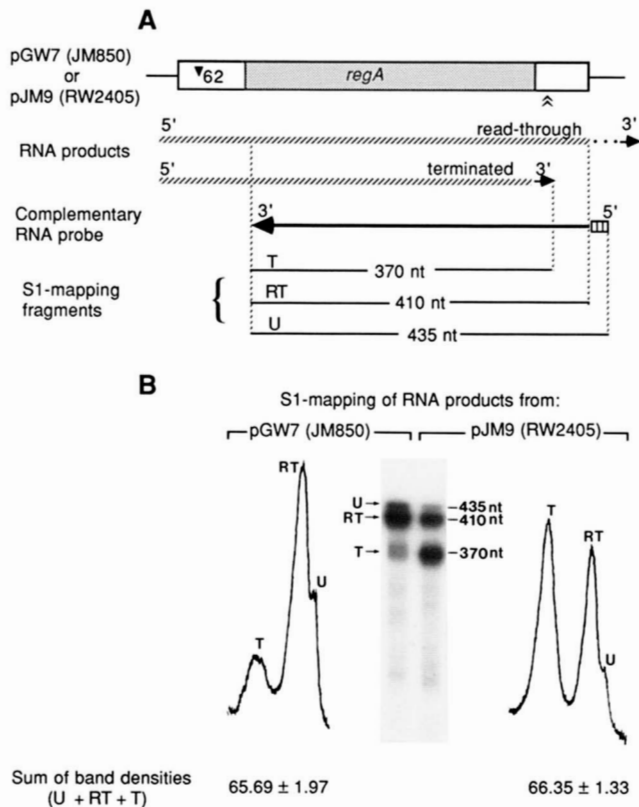 A
pGW7 (JM850)
or
pJM9 (RW2405)
▼62
regA
5'
read-through
3'
RNA products
5'
terminated
3'
Complementary
RNA probe
3'
5'
T
370 nt
S1-mapping
fragments
RT
410 nt
U
435 nt
B
S1-mapping of RNA products from:
pGW7 (JM850)
pJM9 (RW2405)
RT
U
T
U→
RT→
T→
-435 nt
-410 nt
-370 nt
T
RT
U
Sum of band densities
(U + RT + T)
65.69 ± 1.97
66.35 ± 1.33